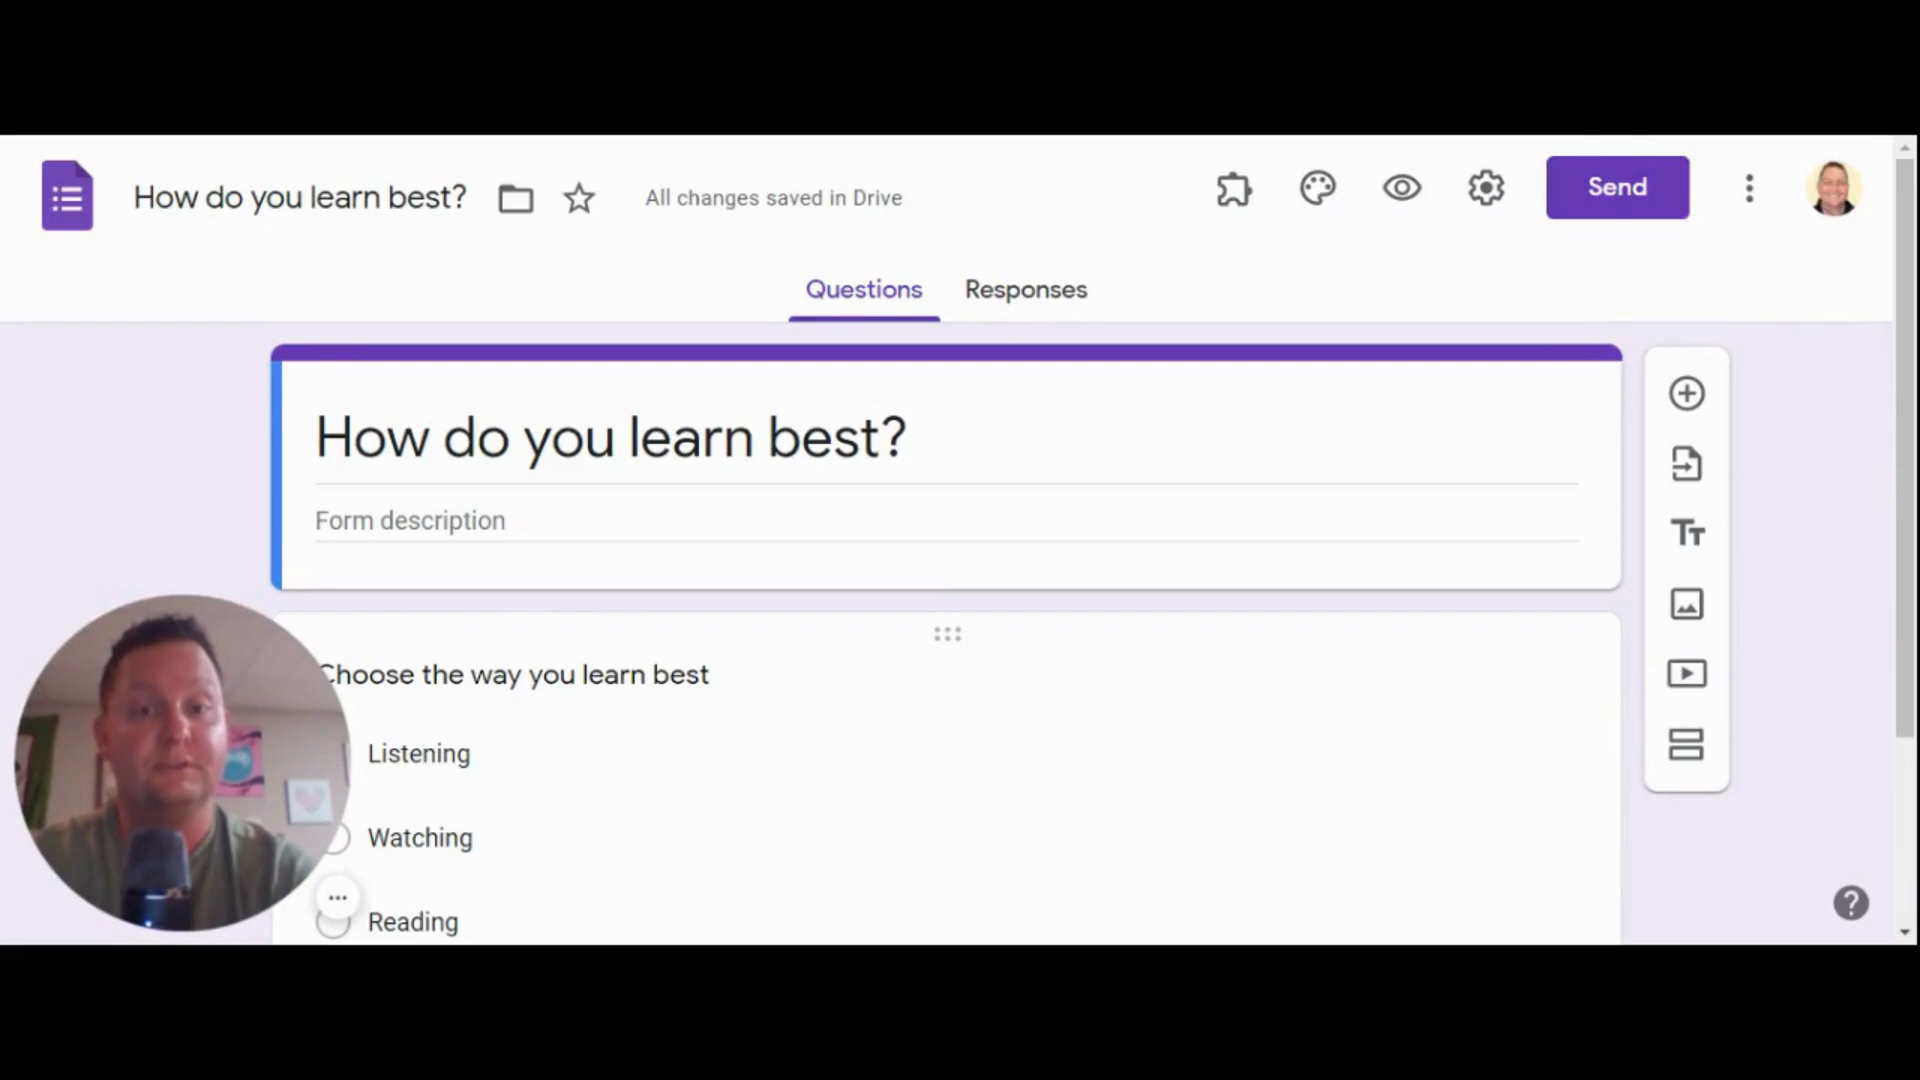 How do you learn best?
All changes saved in Drive
Send
Questions
Responses
How do you learn best?
Form description
Choose the way you learn best
Listening
Watching
Reading